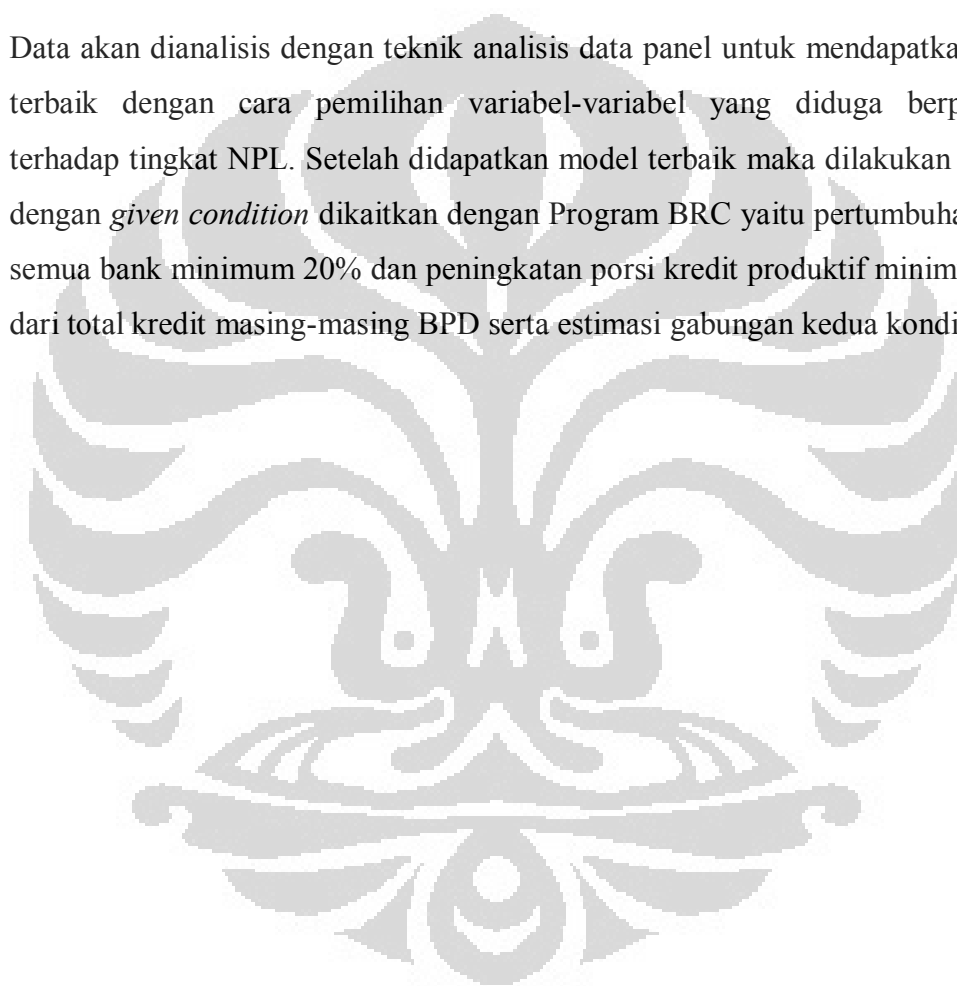 Data akan dianalisis dengan teknik analisis data panel untuk mendapatka
terbaik dengan cara pemilihan variabel-variabel yang diduga berp
terhadap tingkat NPL. Setelah didapatkan model terbaik maka dilakukan
dengan given condition dikaitkan dengan Program BRC yaitu pertumbuha
semua bank minimum 20% dan peningkatan porsi kredit produktif minim
dari total kredit masing-masing BPD serta estimasi gabungan kedua kondi